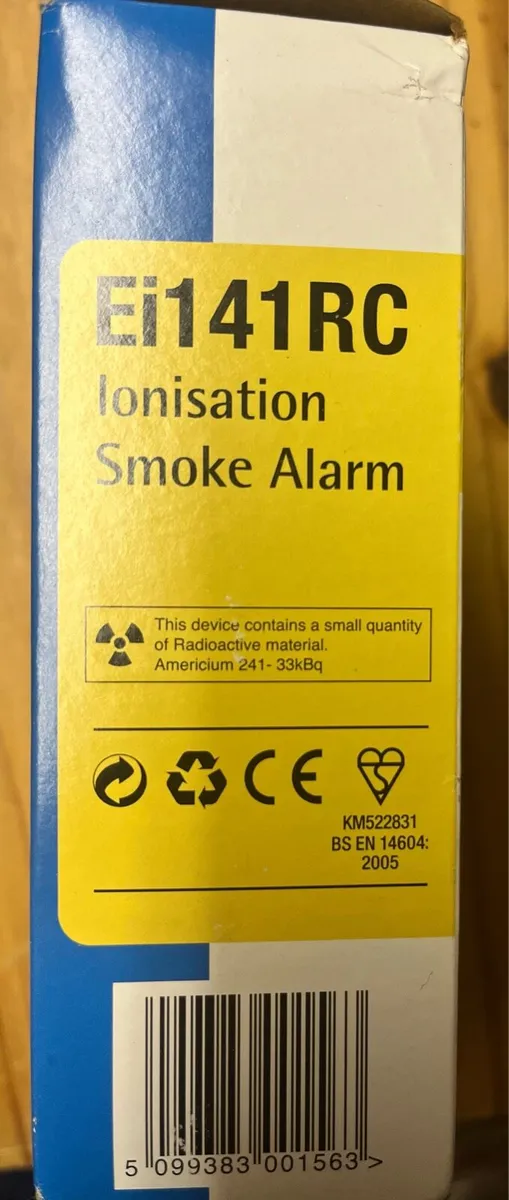 Ei141RC
Ionisation
Smoke Alarm
This device contains a small quantity
of Radioactive material.
Americium 241- 33kBq
CE
KM522831
BS EN 14604:
2005
5 099383 001563 >